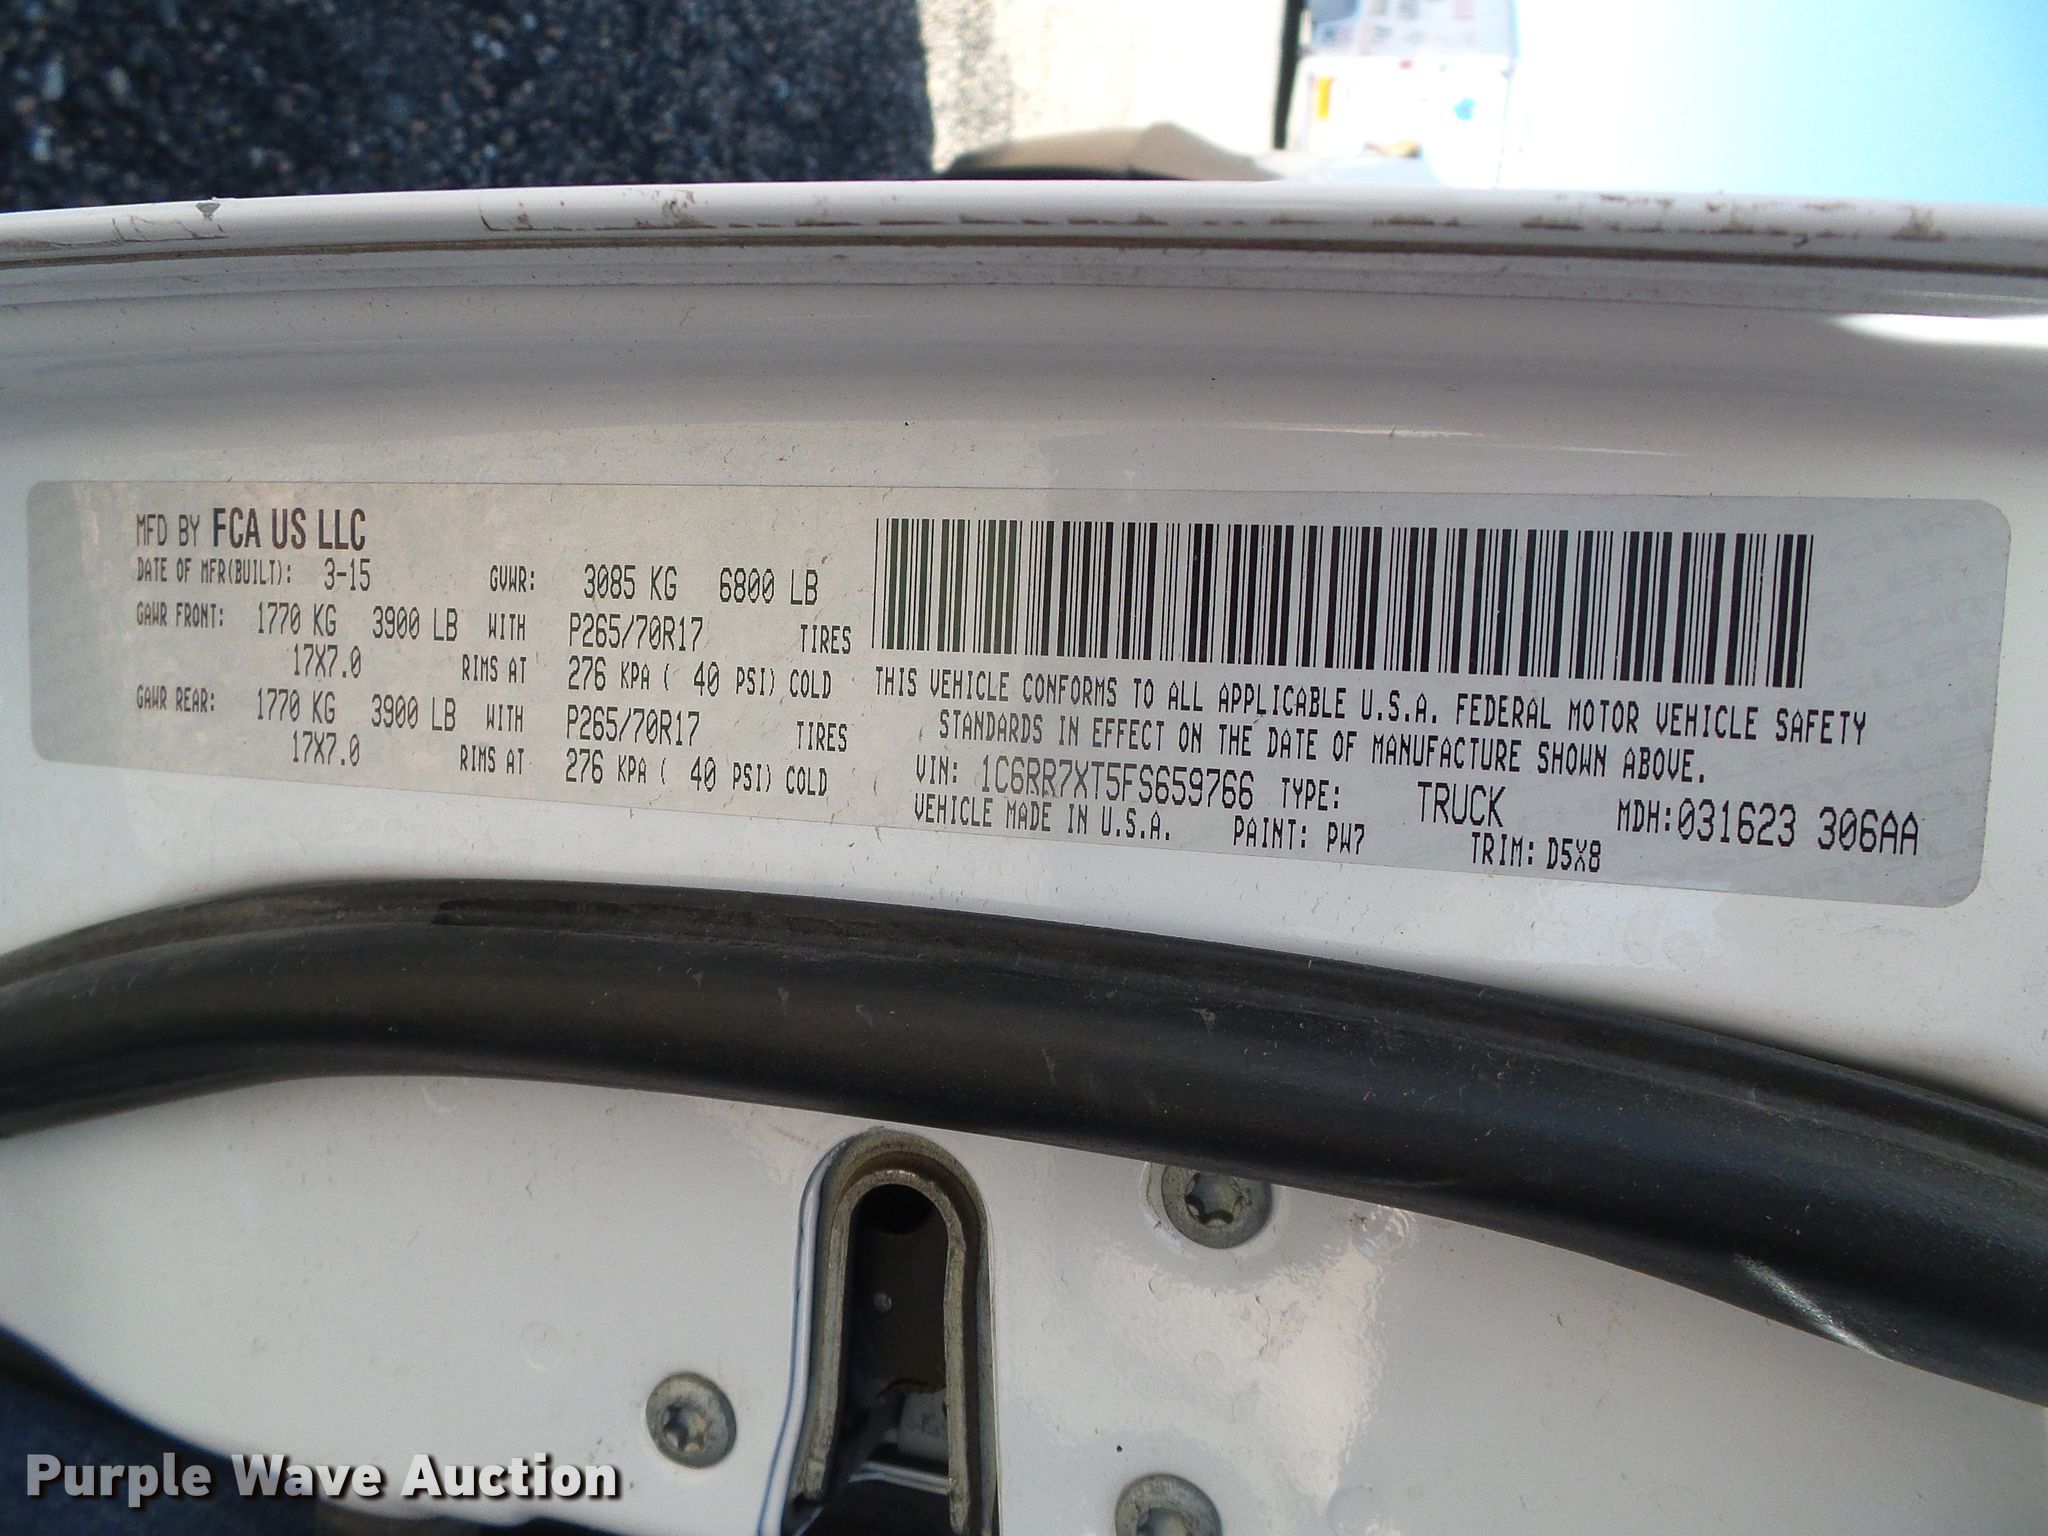 MFD BY FCA US LLC
DATE OF MFR(BUILT): 3-15 GVWR: 3085 KG 6800 LB
GAWR FRONT: 1770 KG 3900 LB WITH P265/70R17 TIRES
17X7.0 RIMS AT 276 KPA ( 40 PSI) COLD
GAWR REAR: 1770 KG 3900 LB WITH P265/70R17 TIRES
17X7.0 RIMS AT 276 KPA ( 40 PSI) COLD
THIS VEHICLE CONFORMS TO ALL APPLICABLE U.S.A. FEDERAL MOTOR VEHICLE SAFETY
STANDARDS IN EFFECT ON THE DATE OF MANUFACTURE SHOWN ABOVE.
VIN: 1C6RR7XT5FS659766 TYPE: TRUCK MDH:031623 306AA
VEHICLE MADE IN U.S.A. PAINT: PW7 TRIM: D5X8
Purple Wave Auction